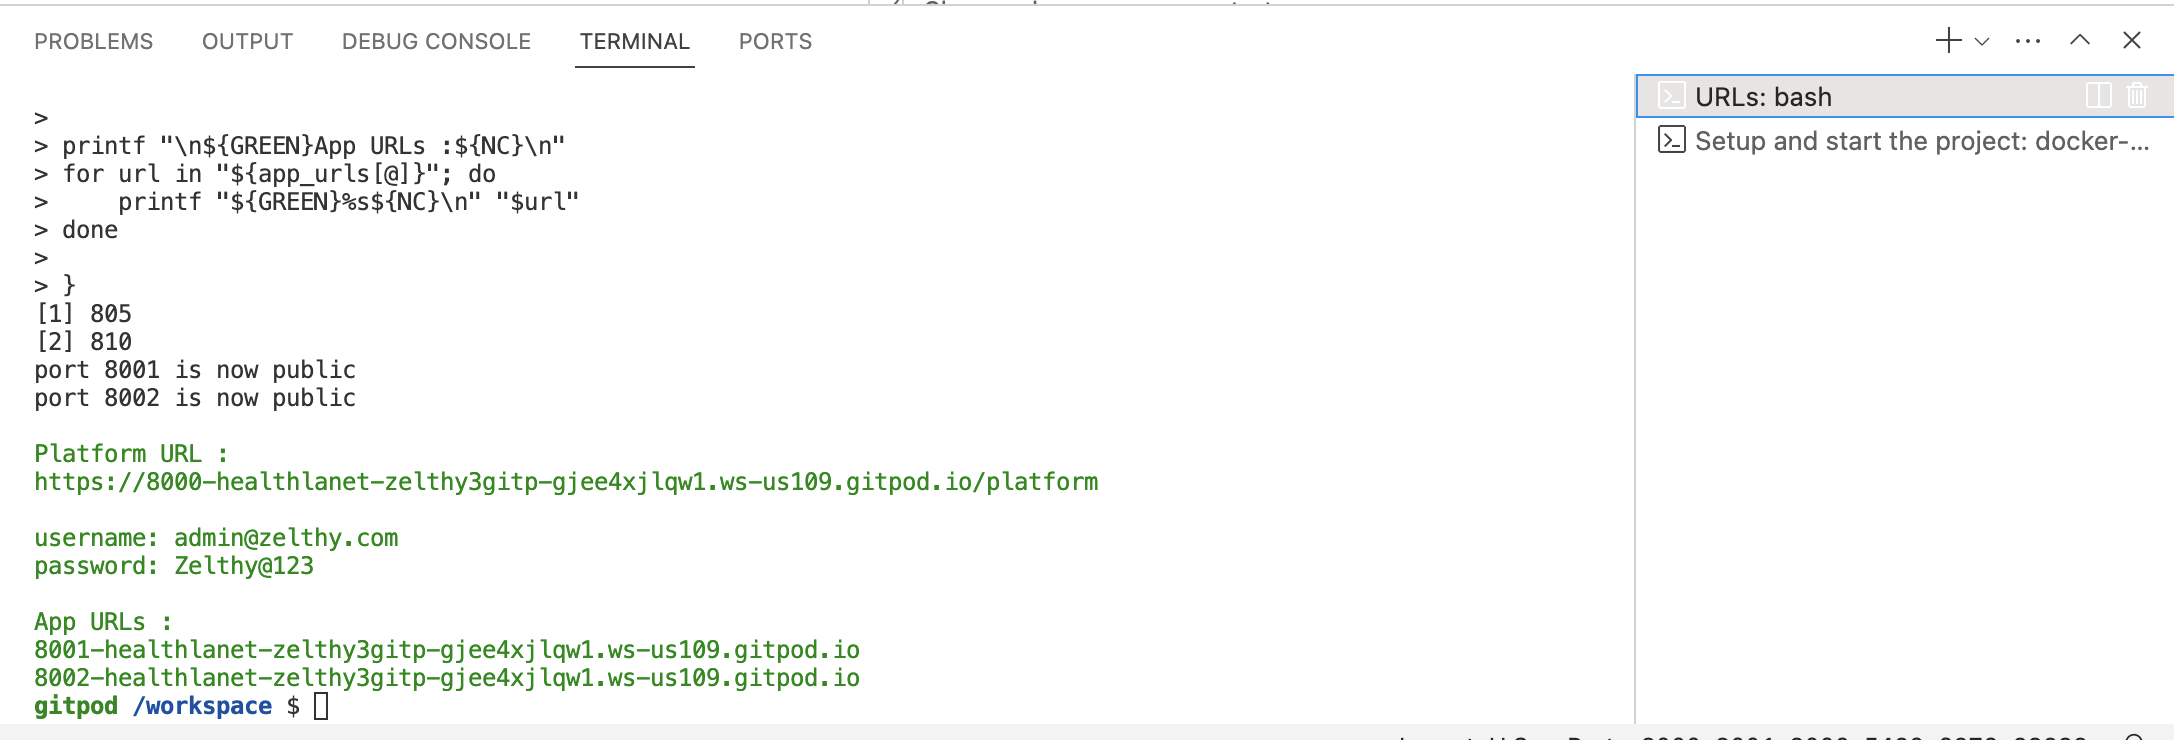 PROBLEMS OUTPUT DEBUG CONSOLE TERMINAL PORTS
>
> printf "\n${GREEN}App URLs :${NC}\n"
> for url in "${app_urls[@]}"; do
>     printf "${GREEN}%s${NC}\n" "$url"
> done
>
> }
[1] 805
[2] 810
port 8001 is now public
port 8002 is now public
Platform URL :
https://8000-healthlanet-zelthy3gitp-gjee4xjlqw1.ws-us109.gitpod.io/platform
username: admin@zelthy.com
password: Zelthy@123
App URLs :
8001-healthlanet-zelthy3gitp-gjee4xjlqw1.ws-us109.gitpod.io
8002-healthlanet-zelthy3gitp-gjee4xjlqw1.ws-us109.gitpod.io
gitpod /workspace $
URLs: bash
Setup and start the project: docker-...